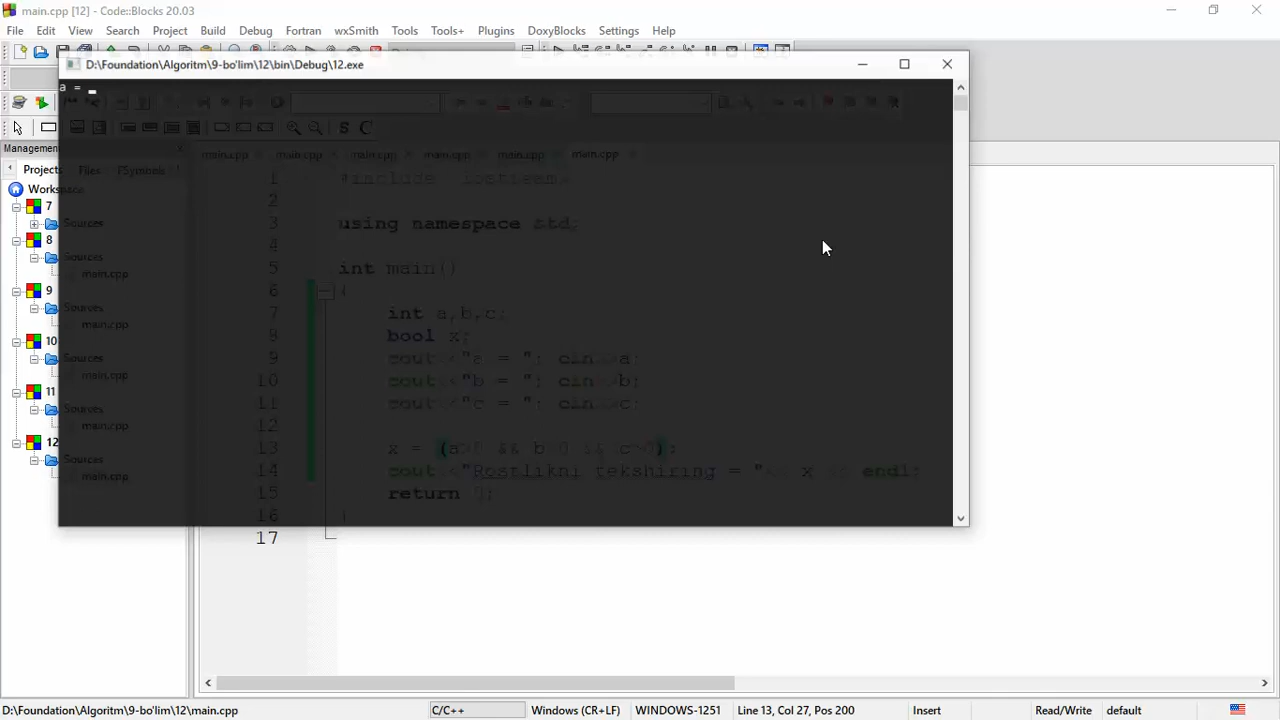 main.cpp [12] - Code::Blocks 20.03
File Edit View Search Project Build Debug Fortran wxSmith Tools Tools+ Plugins DoxyBlocks Settings Help
D:\Foundation\Algoritm\9-bo'lim\12\bin\Debug\12.exe
a =
Management
main.cpp main.cpp main.cpp main.cpp main.cpp main.cpp
Projects Files FSymbols
Workspace
7
Sources
8
Sources
main.cpp
9
Sources
main.cpp
10
Sources
main.cpp
11
Sources
main.cpp
12
Sources
main.cpp
1 #include iostream
2
3 using namespace std;
4
5 int main()
6 {
7 int a,b,c;
8 bool x;
9 cout<<"a = "; cin>>a;
10 cout<<"b = "; cin>>b;
11 cout<<"c = "; cin>>c;
12
13 x = (a>0 && b>0 && c>0);
14 cout<<"Rostlikni tekshiring = "<< x << endl;
15 return 0;
16 }
17
D:\Foundation\Algoritm\9-bo'lim\12\main.cpp C/C++ Windows (CR+LF) WINDOWS-1251 Line 13, Col 27, Pos 200 Insert Read/Write default